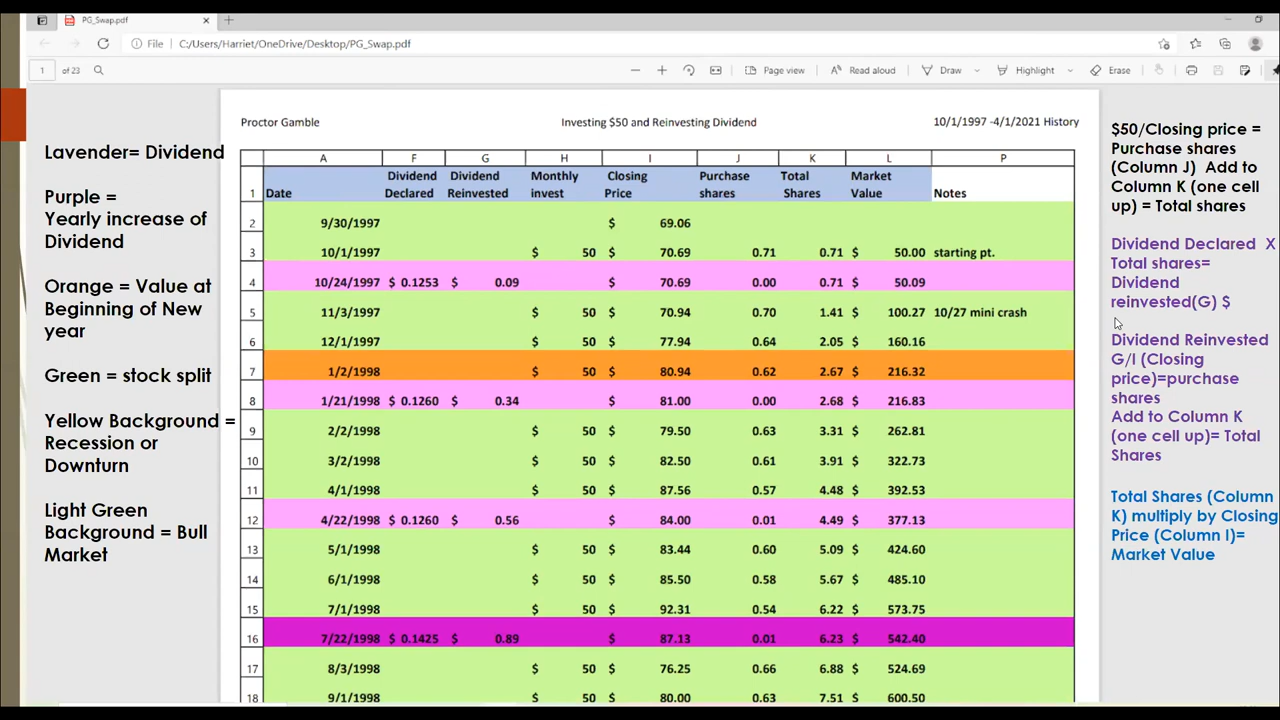 PG_Swap.pdf
File C:/Users/Harriet/OneDrive/Desktop/PG_Swap.pdf
1 of 23 Page view Read aloud Draw Highlight Erase
Lavender= Dividend
Purple =
Yearly increase of
Dividend
Orange = Value at
Beginning of New
year
Green = stock split
Yellow Background =
Recession or
Downturn
Light Green
Background = Bull
Market
Proctor Gamble Investing $50 and Reinvesting Dividend 10/1/1997 -4/1/2021 History
A F G H I J K L P
Dividend Dividend Monthly Closing Purchase Total Market
1 Date Declared Reinvested invest Price shares Shares Value Notes
2 9/30/1997 $ 69.06
3 10/1/1997 $ 50 $ 70.69 0.71 0.71 $ 50.00 starting pt.
4 10/24/1997 $ 0.1253 $ 0.09 $ 70.69 0.00 0.71 $ 50.09
5 11/3/1997 $ 50 $ 70.94 0.70 1.41 $ 100.27 10/27 mini crash
6 12/1/1997 $ 50 $ 77.94 0.64 2.05 $ 160.16
7 1/2/1998 $ 50 $ 80.94 0.62 2.67 $ 216.32
8 1/21/1998 $ 0.1260 $ 0.34 $ 81.00 0.00 2.68 $ 216.83
9 2/2/1998 $ 50 $ 79.50 0.63 3.31 $ 262.81
10 3/2/1998 $ 50 $ 82.50 0.61 3.91 $ 322.73
11 4/1/1998 $ 50 $ 87.56 0.57 4.48 $ 392.53
12 4/22/1998 $ 0.1260 $ 0.56 $ 84.00 0.01 4.49 $ 377.13
13 5/1/1998 $ 50 $ 83.44 0.60 5.09 $ 424.60
14 6/1/1998 $ 50 $ 85.50 0.58 5.67 $ 485.10
15 7/1/1998 $ 50 $ 92.31 0.54 6.22 $ 573.75
16 7/22/1998 $ 0.1425 $ 0.89 $ 87.13 0.01 6.23 $ 542.40
17 8/3/1998 $ 50 $ 76.25 0.66 6.88 $ 524.69
18 9/1/1998 $ 50 $ 80.00 0.63 7.51 $ 600.50
$50/Closing price =
Purchase shares
(Column J) Add to
Column K (one cell
up) = Total shares
Dividend Declared X
Total shares=
Dividend
reinvested(G) $
Dividend Reinvested
G/I (Closing
price)=purchase
shares
Add to Column K
(one cell up)= Total
Shares
Total Shares (Column
K) multiply by Closing
Price (Column I)=
Market Value